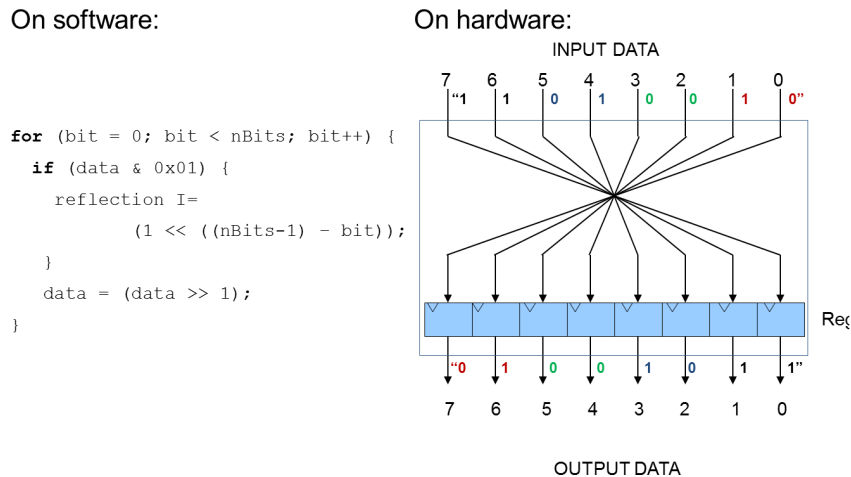 On software:
for (bit = 0; bit < nBits; bit++) {
if (data & 0x01) {
reflection I=
(1 << ((nBits-1) – bit));
}
data = (data >> 1);
}
On hardware:
INPUT DATA
7 6 5 4 3 2 1 0
“1 1 0 1 0 0 1 0”
Reg
“0 1 0 0 1 0 1 1”
7 6 5 4 3 2 1 0
OUTPUT DATA